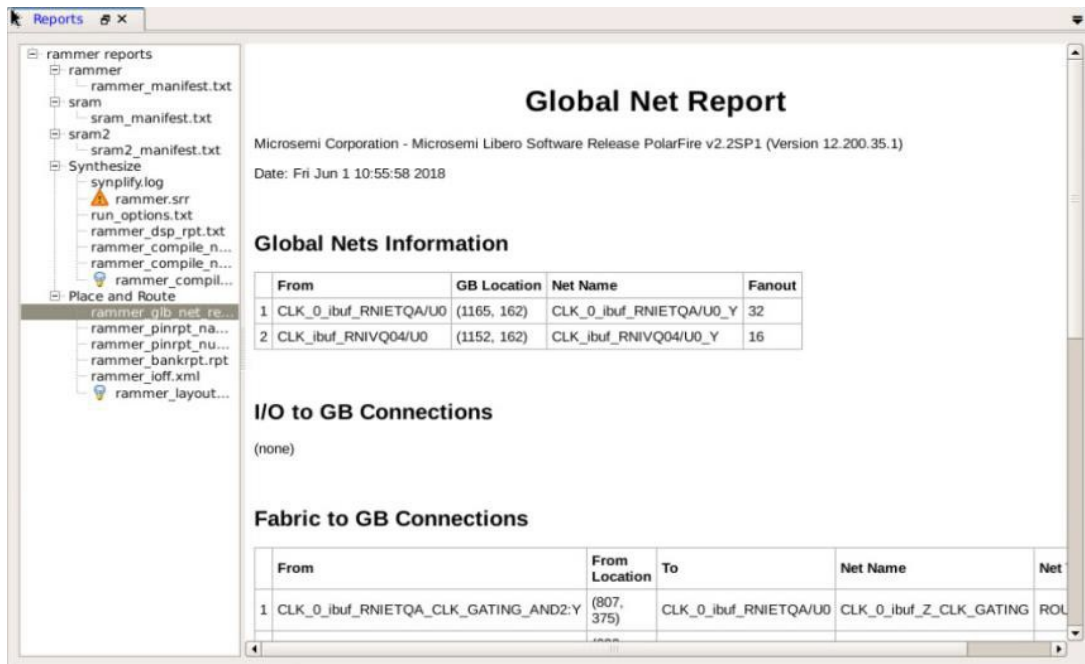 Reports
rammer reports
rammer
rammer_manifest.txt
sram
sram_manifest.txt
sram2
sram2_manifest.txt
Synthesize
synplify.log
rammer.srr
run_options.txt
rammer_dsp_rpt.txt
rammer_compile_n...
rammer_compile_n...
rammer_compil...
Place and Route
rammer_glb_net_re...
rammer_pinrpt_na...
rammer_pinrpt_nu...
rammer_bankrpt.rpt
rammer_ioff.xml
rammer_layout...
Global Net Report
Microsemi Corporation - Microsemi Libero Software Release PolarFire v2.2SP1 (Version 12.200.35.1)
Date: Fri Jun 1 10:55:58 2018
Global Nets Information
From GB Location Net Name Fanout
1 CLK_0_ibuf_RNIETQA/U0 (1165, 162) CLK_0_ibuf_RNIETQA/U0_Y 32
2 CLK_ibuf_RNIVQ04/U0 (1152, 162) CLK_ibuf_RNIVQ04/U0_Y 16
I/O to GB Connections
(none)
Fabric to GB Connections
From From Location To Net Name Net
1 CLK_0_ibuf_RNIETQA_CLK_GATING_AND2:Y (807, 375) CLK_0_ibuf_RNIETQA/U0 CLK_0_ibuf_Z_CLK_GATING ROU